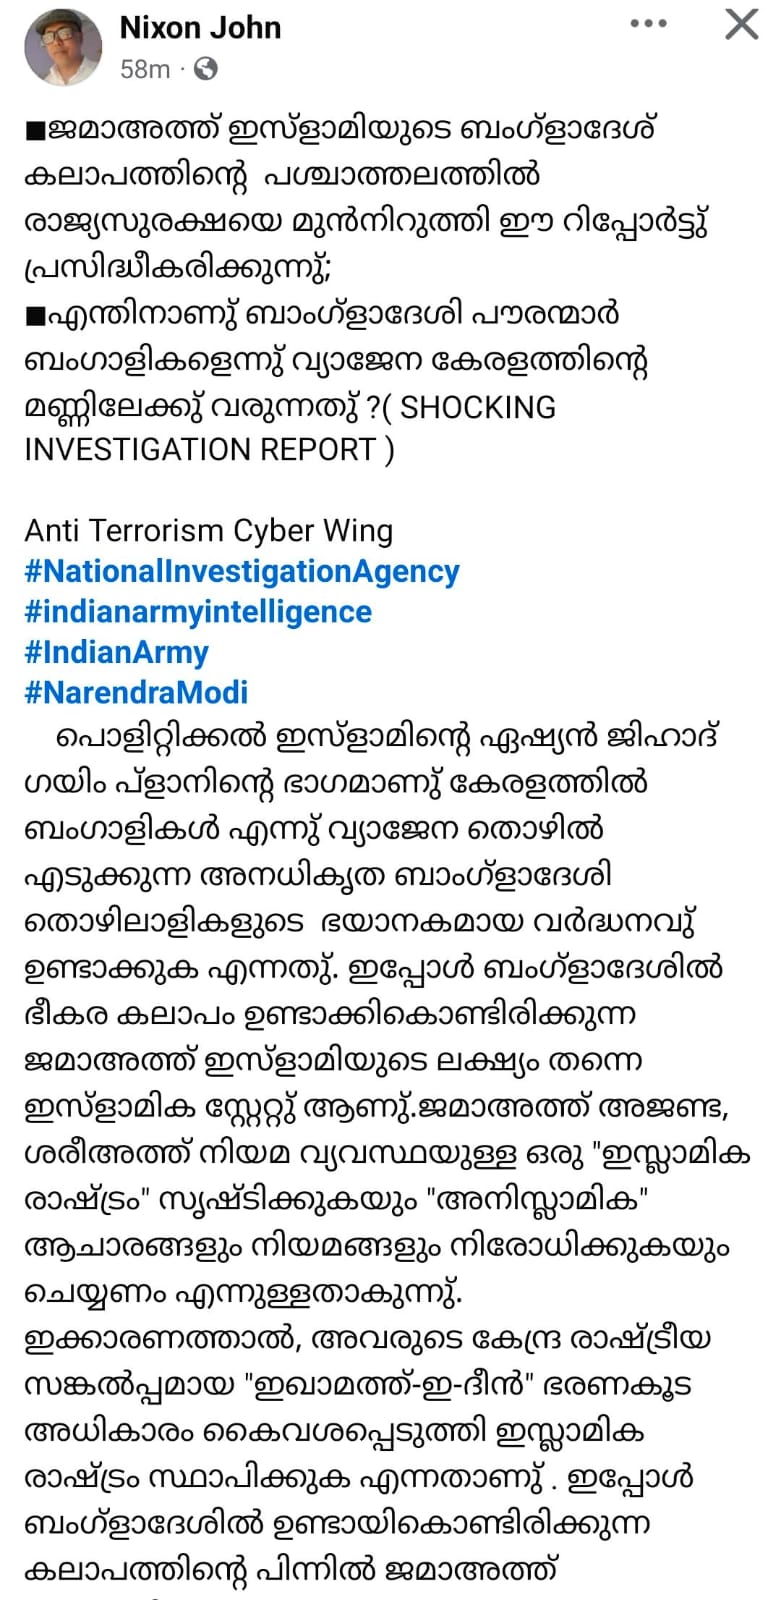 Nixon John
58m
■ജമാഅത്ത് ഇസ്ളാമിയുടെ ബംഗ്ളാദേശ്
കലാപത്തിന്റെ പശ്ചാത്തലത്തിൽ
രാജ്യസുരക്ഷയെ മുൻനിറുത്തി ഈ റിപ്പോർട്ടു്
പ്രസിദ്ധീകരിക്കുന്നു്;
■എന്തിനാണു് ബാംഗ്ളാദേശി പൗരന്മാർ
ബംഗാളികളെന്നു് വ്യാജേന കേരളത്തിന്റെ
മണ്ണിലേക്കു് വരുന്നതു് ?( SHOCKING
INVESTIGATION REPORT )
Anti Terrorism Cyber Wing
#NationalInvestigationAgency
#indianarmyintelligence
#IndianArmy
#NarendraModi
പൊളിറ്റിക്കൽ ഇസ്ളാമിന്റെ ഏഷ്യൻ ജിഹാദ്
ഗയിം പ്ളാനിന്റെ ഭാഗമാണു് കേരളത്തിൽ
ബംഗാളികൾ എന്നു് വ്യാജേന തൊഴിൽ
എടുക്കുന്ന അനധികൃത ബാംഗ്ളാദേശി
തൊഴിലാളികളുടെ ഭയാനകമായ വർദ്ധനവു്
ഉണ്ടാക്കുക എന്നതു്. ഇപ്പോൾ ബംഗ്ളാദേശിൽ
ഭീകര കലാപം ഉണ്ടാക്കികൊണ്ടിരിക്കുന്ന
ജമാഅത്ത് ഇസ്ളാമിയുടെ ലക്ഷ്യം തന്നെ
ഇസ്ളാമിക സ്റ്റേറ്റു് ആണു്.ജമാഅത്ത് അജണ്ട,
ശരീഅത്ത് നിയമ വ്യവസ്ഥയുള്ള ഒരു "ഇസ്ലാമിക
രാഷ്ട്രം" സൃഷ്ടിക്കുകയും "അനിസ്ലാമിക"
ആചാരങ്ങളും നിയമങ്ങളും നിരോധിക്കുകയും
ചെയ്യണം എന്നുള്ളതാകുന്നു്.
ഇക്കാരണത്താൽ, അവരുടെ കേന്ദ്ര രാഷ്ട്രീയ
സങ്കൽപ്പമായ "ഇഖാമത്ത്-ഇ-ദീൻ" ഭരണകൂട
അധികാരം കൈവശപ്പെടുത്തി ഇസ്ലാമിക
രാഷ്ട്രം സ്ഥാപിക്കുക എന്നതാണു് . ഇപ്പോൾ
ബംഗ്ളാദേശിൽ ഉണ്ടായികൊണ്ടിരിക്കുന്ന
കലാപത്തിന്റെ പിന്നിൽ ജമാഅത്ത്